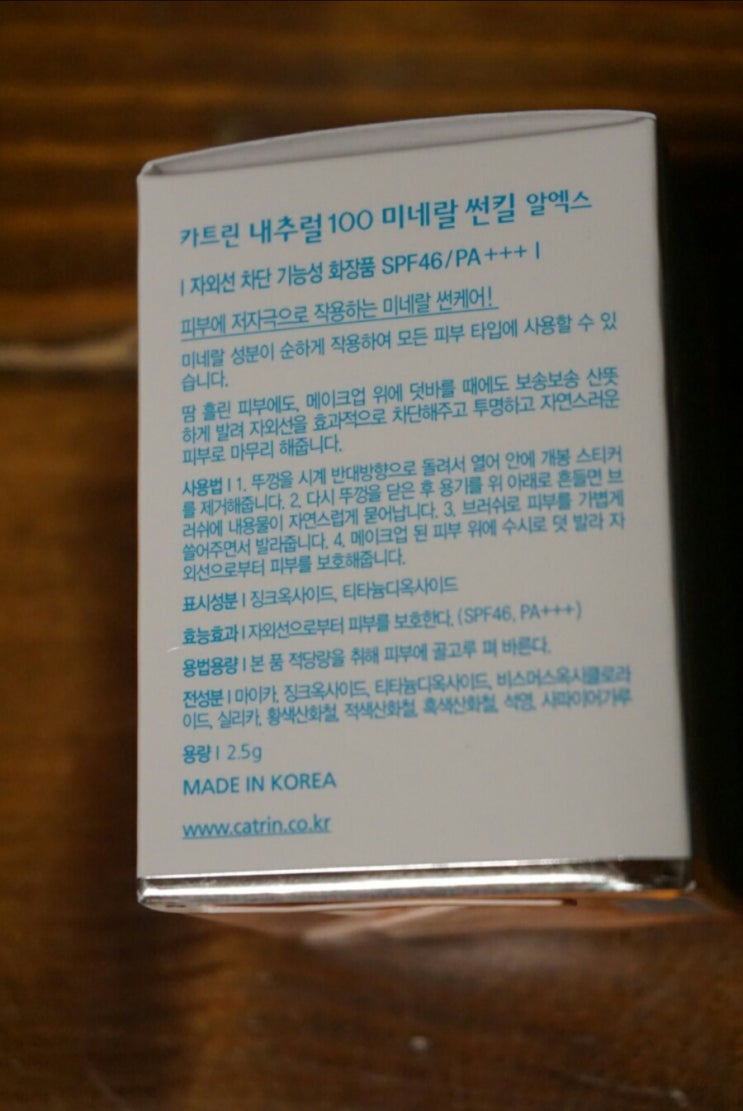 카트린 내추럴100 미네랄 썬킬 알엑스
| 자외선 차단 기능성 화장품 SPF46/PA+++ |
피부에 저자극으로 작용하는 미네랄 썬케어!
미네랄 성분이 순하게 작용하여 모든 피부 타입에 사용할 수 있
습니다.
땀 흘린 피부에도, 메이크업 위에 덧바를 때에도 보송보송 산뜻
하게 발려 자외선을 효과적으로 차단해주고 투명하고 자연스러운
피부로 마무리 해줍니다.
사용법 | 1. 뚜껑을 시계 반대방향으로 돌려서 열어 안에 개봉 스티커
를 제거해줍니다. 2. 다시 뚜껑을 닫은 후 용기를 위 아래로 흔들면 브
러쉬에 내용물이 자연스럽게 묻어납니다. 3. 브러쉬로 피부를 가볍게
쓸어주면서 발라줍니다. 4. 메이크업 된 피부 위에 수시로 덧 발라 자
외선으로부터 피부를 보호해줍니다.
표시성분 | 징크옥사이드, 티타늄디옥사이드
효능효과 | 자외선으로부터 피부를 보호한다. (SPF46, PA+++)
용법용량 | 본 품 적당량을 취해 피부에 골고루 펴 바른다.
전성분 | 마이카, 징크옥사이드, 티타늄디옥사이드, 비스머스옥시클로라
이드, 실리카, 황색산화철, 적색산화철, 흑색산화철, 석영, 사파이어가루
용량 | 2.5g
MADE IN KOREA
www.catrin.co.kr